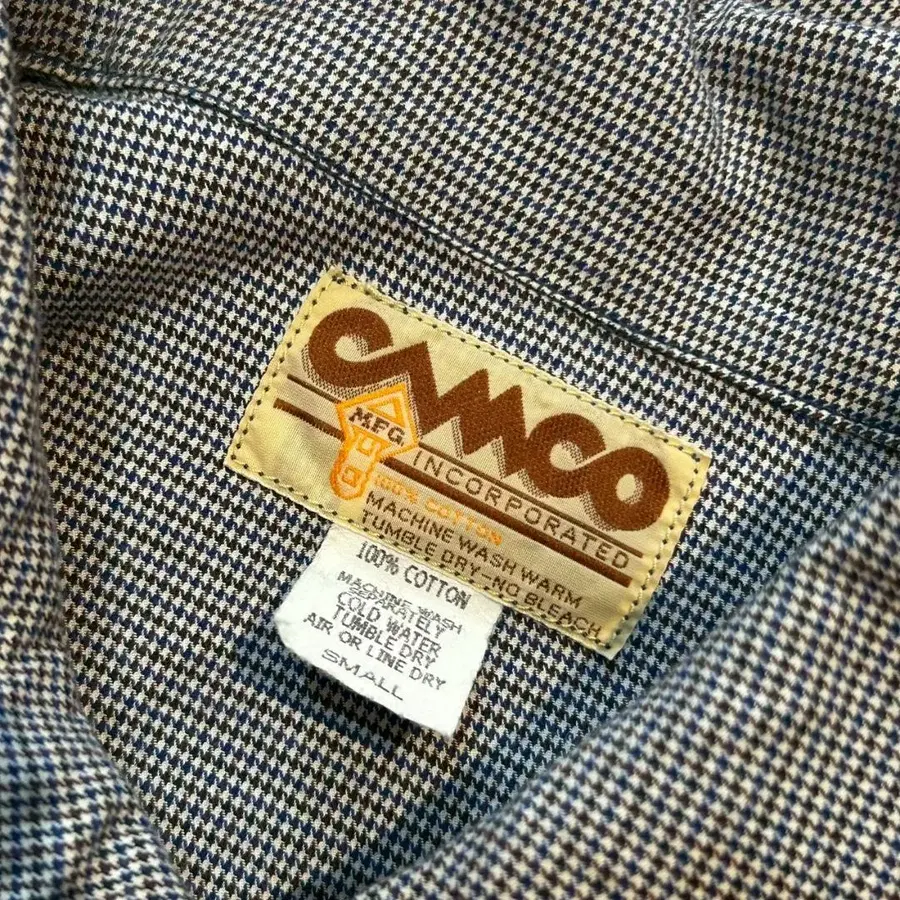 CAMCO
MFG.
INCORPORATED
100% COTTON
MACHINE WASH WARM
TUMBLE DRY-NO BLEACH
100% COTTON
MACHINE WASH
SEPARATELY
COLD WATER
TUMBLE DRY
AIR OR LINE DRY
SMALL